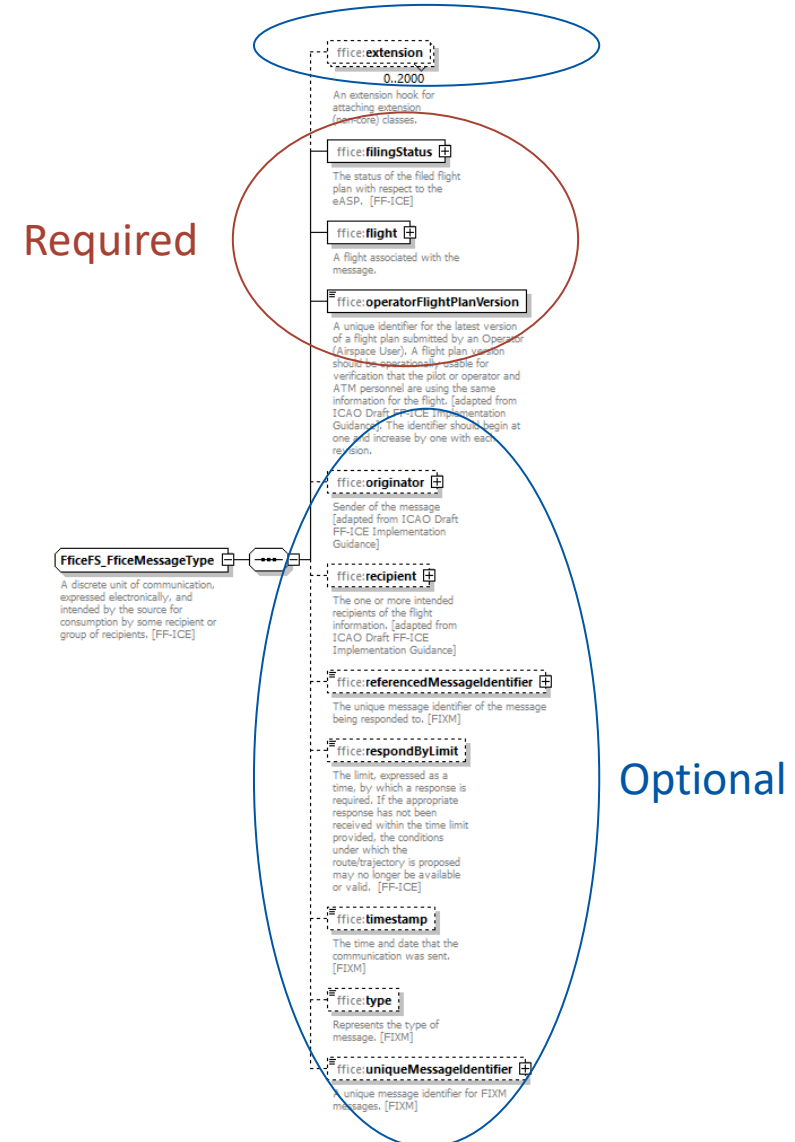 ffice:extension
0..2000
An extension hook for
attaching extension
(non-core) classes.
ffice:filingStatus
The status of the filed flight
plan with respect to the
eASP. [FF-ICE]
Required
ffice:flight
A flight associated with the
message.
ffice:operatorFlightPlanVersion
A unique identifier for the latest version
of a flight plan submitted by an Operator
(Airspace User). A flight plan version
should be operationally usable for
verification that the pilot or operator and
ATM personnel are using the same
information for the flight. [adapted from
ICAO Draft FF-ICE Implementation
Guidance]. The identifier should begin at
one and increase by one with each
revision.
ffice:originator
Sender of the message
[adapted from ICAO Draft
FF-ICE Implementation
Guidance]
FficeFS_FficeMessageType
A discrete unit of communication,
expressed electronically, and
intended by the source for
consumption by some recipient or
group of recipients. [FF-ICE]
ffice:recipient
The one or more intended
recipients of the flight
information. [adapted from
ICAO Draft FF-ICE
Implementation Guidance]
ffice:referencedMessageIdentifier
The unique message identifier of the message
being responded to. [FIXM]
ffice:respondByLimit
The limit, expressed as a
time, by which a response is
required. If the appropriate
response has not been
received within the time limit
provided, the conditions
under which the
route/trajectory is proposed
may no longer be available
or valid. [FF-ICE]
Optional
ffice:timestamp
The time and date that the
communication was sent.
[FIXM]
ffice:type
Represents the type of
message. [FIXM]
ffice:uniqueMessageIdentifier
A unique message identifier for FIXM
messages. [FIXM]